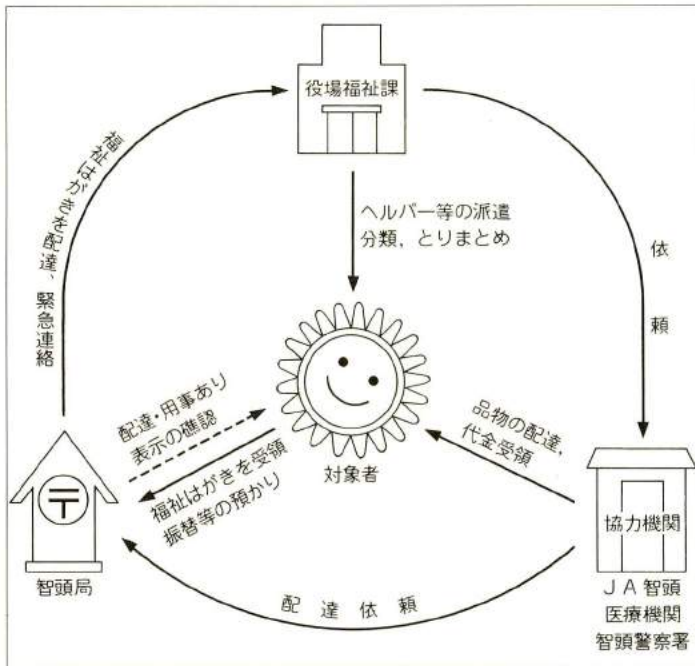 役場福祉課
福祉はがきを配達、緊急連絡
ヘルパー等の派遣
分類，とりまとめ
依頼
配達・用事あり
表示の確認
対象者
品物の配達，
代金受領
福祉はがきを受領
振替等の預かり
〒
智頭局
協力機関
配達依頼
ＪＡ智頭
医療機関
智頭警察署